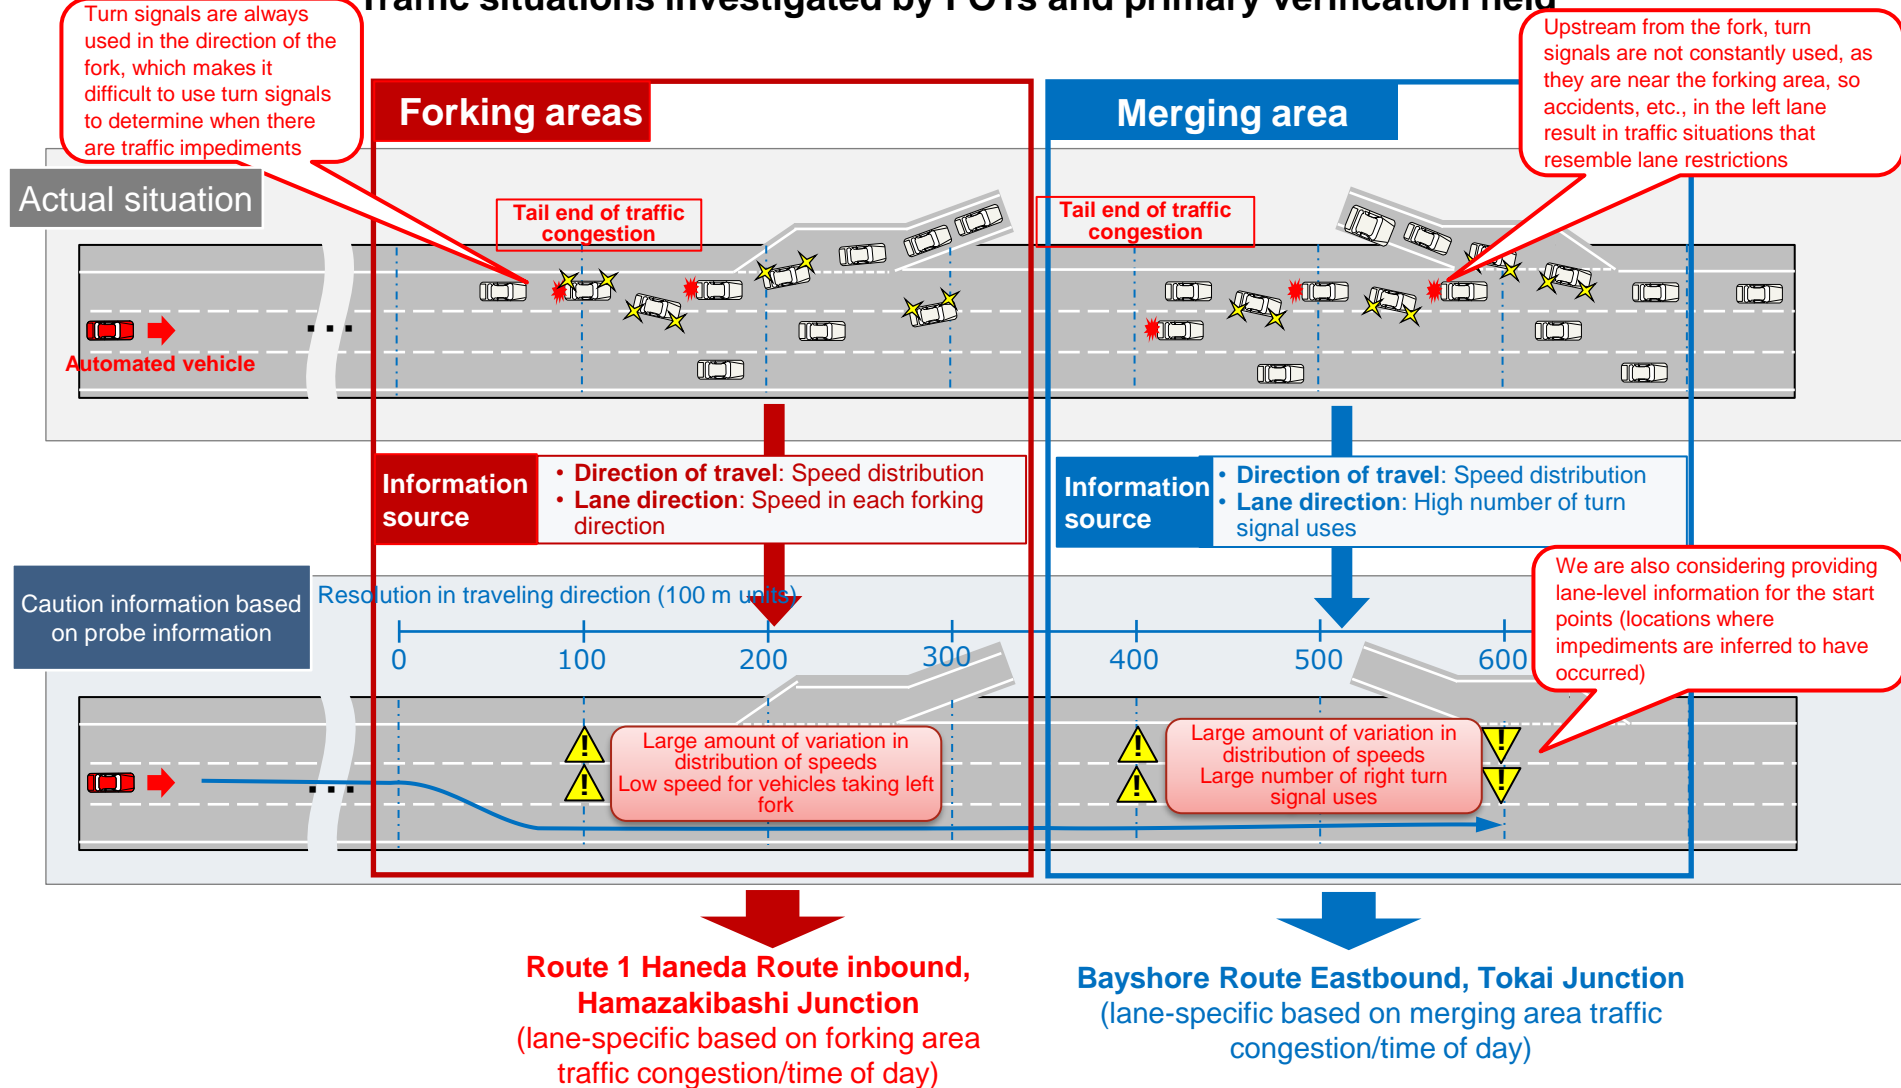 Traffic situations investigated by FOTs and primary verification field
Turn signals are always
used in the direction of the
fork, which makes it
difficult to use turn signals
to determine when there
are traffic impediments
Forking areas
Merging area
Upstream from the fork, turn
signals are not constantly used, as
they are near the forking area, so
accidents, etc., in the left lane
result in traffic situations that
resemble lane restrictions
Actual situation
Tail end of traffic
congestion
Tail end of traffic
congestion
...
Automated vehicle
Information
source
• Direction of travel: Speed distribution
• Lane direction: Speed in each forking
direction
Information
source
• Direction of travel: Speed distribution
• Lane direction: High number of turn
signal uses
Caution information based
on probe information
Resolution in traveling direction (100 m units)
We are also considering providing
lane-level information for the start
points (locations where
impediments are inferred to have
occurred)
0 100 200 300 400 500 600
! ! ! ! ! !
Large amount of variation in
distribution of speeds
Low speed for vehicles taking left
fork
Large amount of variation in
distribution of speeds
Large number of right turn
signal uses
...
Route 1 Haneda Route inbound,
Hamazakibashi Junction
(lane-specific based on forking area
traffic congestion/time of day)
Bayshore Route Eastbound, Tokai Junction
(lane-specific based on merging area traffic
congestion/time of day)